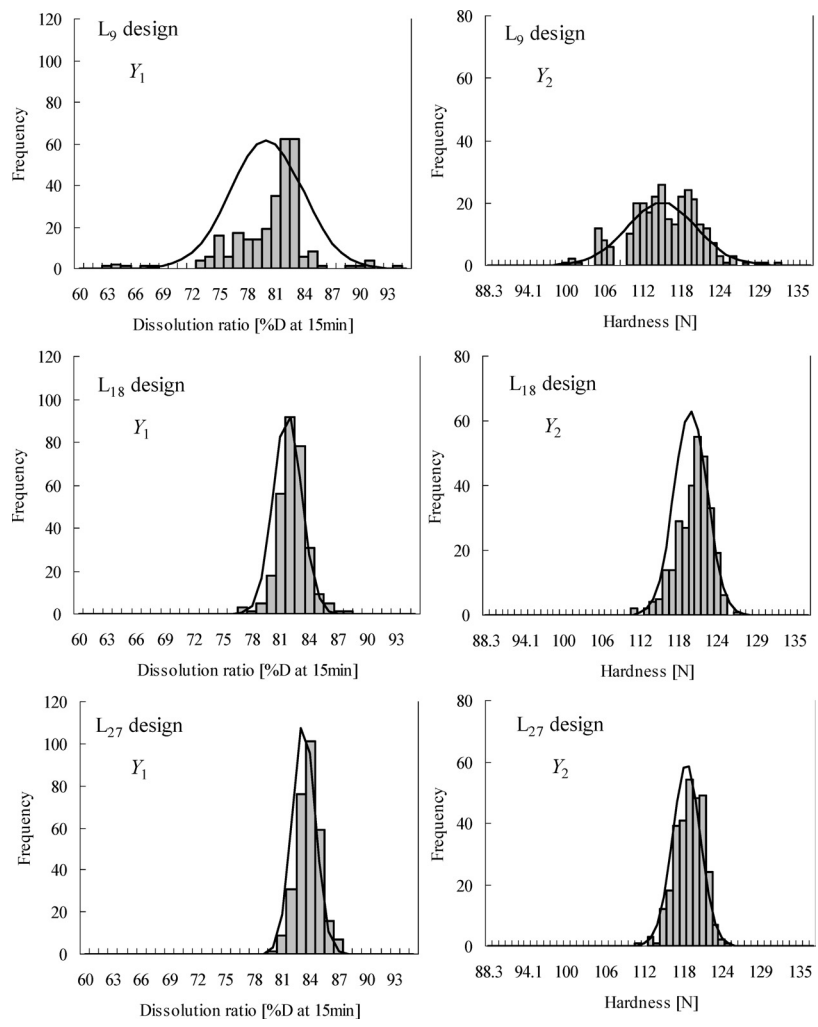 L9 design
Y1
Frequency
120
100
80
60
40
20
0
60 63 66 69 72 75 78 81 84 87 90 93
Dissolution ratio [%D at 15min]
L9 design
Y2
Frequency
80
60
40
20
0
88.3 94.1 100 106 112 118 124 129 135
Hardness [N]
L18 design
Y1
Frequency
120
100
80
60
40
20
0
60 63 66 69 72 75 78 81 84 87 90 93
Dissolution ratio [%D at 15min]
L18 design
Y2
Frequency
80
60
40
20
0
88.3 94.1 100 106 112 118 124 129 135
Hardness [N]
L27 design
Y1
Frequency
120
100
80
60
40
20
0
60 63 66 69 72 75 78 81 84 87 90 93
Dissolution ratio [%D at 15min]
L27 design
Y2
Frequency
80
60
40
20
0
88.3 94.1 100 106 112 118 124 129 135
Hardness [N]